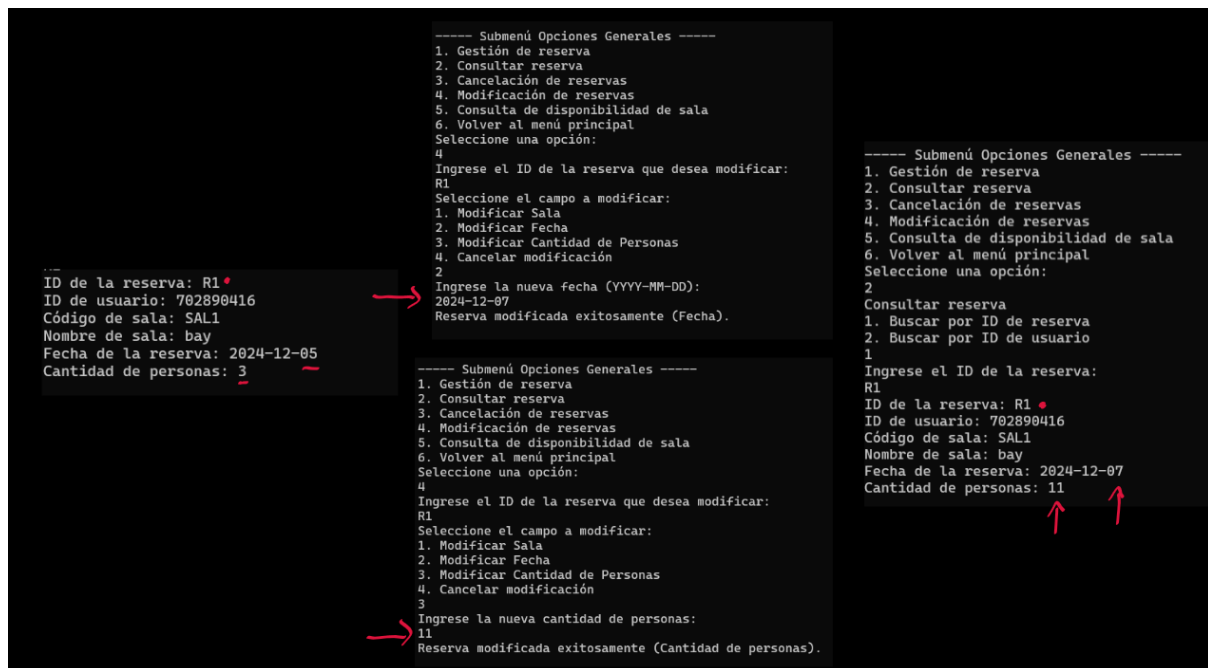 ID de la reserva: R1
ID de usuario: 702890416
Código de sala: SAL1
Nombre de sala: bay
Fecha de la reserva: 2024-12-05
Cantidad de personas: 3
----- Submenú Opciones Generales -----
1. Gestión de reserva
2. Consultar reserva
3. Cancelación de reservas
4. Modificación de reservas
5. Consulta de disponibilidad de sala
6. Volver al menú principal
Seleccione una opción:
4
Ingrese el ID de la reserva que desea modificar:
R1
Seleccione el campo a modificar:
1. Modificar Sala
2. Modificar Fecha
3. Modificar Cantidad de Personas
4. Cancelar modificación
2
Ingrese la nueva fecha (YYYY-MM-DD):
2024-12-07
Reserva modificada exitosamente (Fecha).
----- Submenú Opciones Generales -----
1. Gestión de reserva
2. Consultar reserva
3. Cancelación de reservas
4. Modificación de reservas
5. Consulta de disponibilidad de sala
6. Volver al menú principal
Seleccione una opción:
4
Ingrese el ID de la reserva que desea modificar:
R1
Seleccione el campo a modificar:
1. Modificar Sala
2. Modificar Fecha
3. Modificar Cantidad de Personas
4. Cancelar modificación
3
Ingrese la nueva cantidad de personas:
11
Reserva modificada exitosamente (Cantidad de personas).
----- Submenú Opciones Generales -----
1. Gestión de reserva
2. Consultar reserva
3. Cancelación de reservas
4. Modificación de reservas
5. Consulta de disponibilidad de sala
6. Volver al menú principal
Seleccione una opción:
2
Consultar reserva
1. Buscar por ID de reserva
2. Buscar por ID de usuario
1
Ingrese el ID de la reserva:
R1
ID de la reserva: R1
ID de usuario: 702890416
Código de sala: SAL1
Nombre de sala: bay
Fecha de la reserva: 2024-12-07
Cantidad de personas: 11